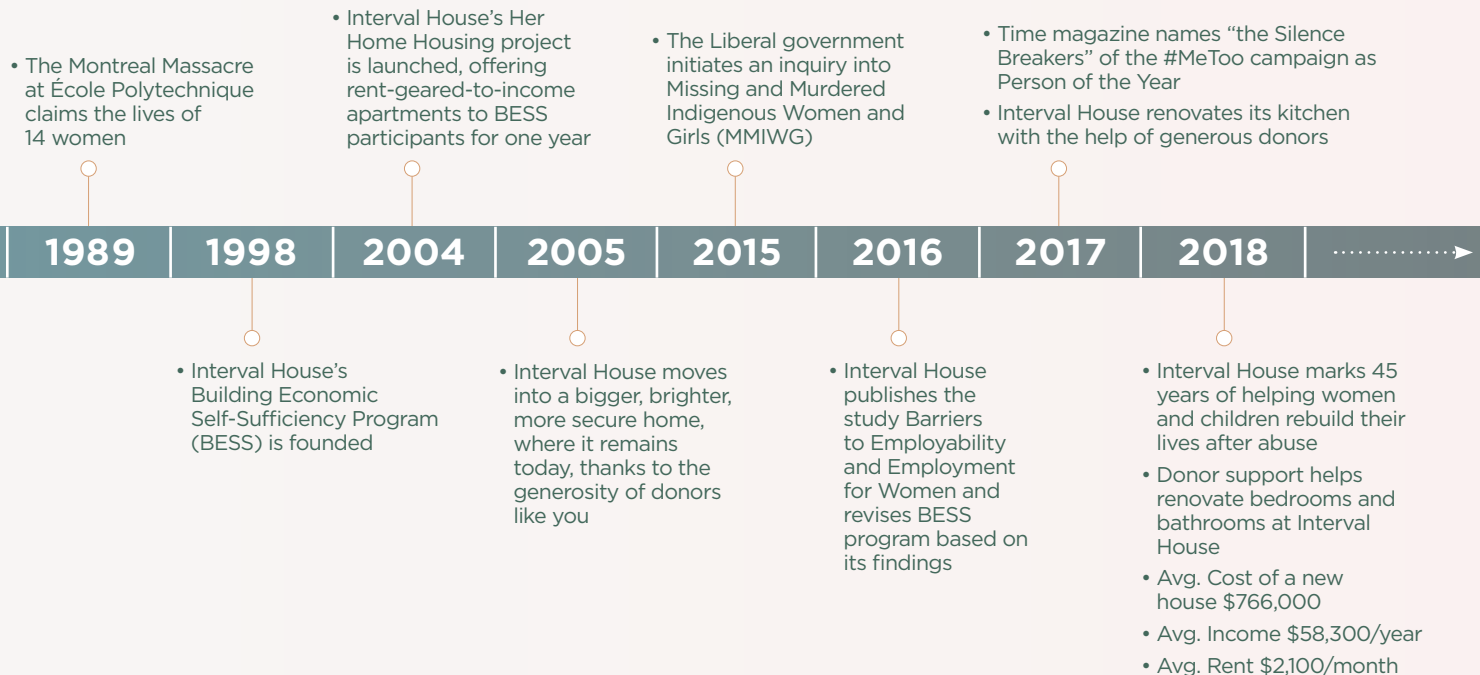 • The Montreal Massacre
at École Polytechnique
claims the lives of
14 women
• Interval House’s Her
Home Housing project
is launched, offering
rent-geared-to-income
apartments to BESS
participants for one year
• The Liberal government
initiates an inquiry into
Missing and Murdered
Indigenous Women and
Girls (MMIWG)
• Time magazine names “the Silence
Breakers” of the #MeToo campaign as
Person of the Year
• Interval House renovates its kitchen
with the help of generous donors
1989 1998 2004 2005 2015 2016 2017 2018
• Interval House’s
Building Economic
Self-Sufficiency Program
(BESS) is founded
• Interval House moves
into a bigger, brighter,
more secure home,
where it remains
today, thanks to the
generosity of donors
like you
• Interval House
publishes the
study Barriers
to Employability
and Employment
for Women and
revises BESS
program based on
its findings
• Interval House marks 45
years of helping women
and children rebuild their
lives after abuse
• Donor support helps
renovate bedrooms and
bathrooms at Interval
House
• Avg. Cost of a new
house $766,000
• Avg. Income $58,300/year
• Avg. Rent $2,100/month